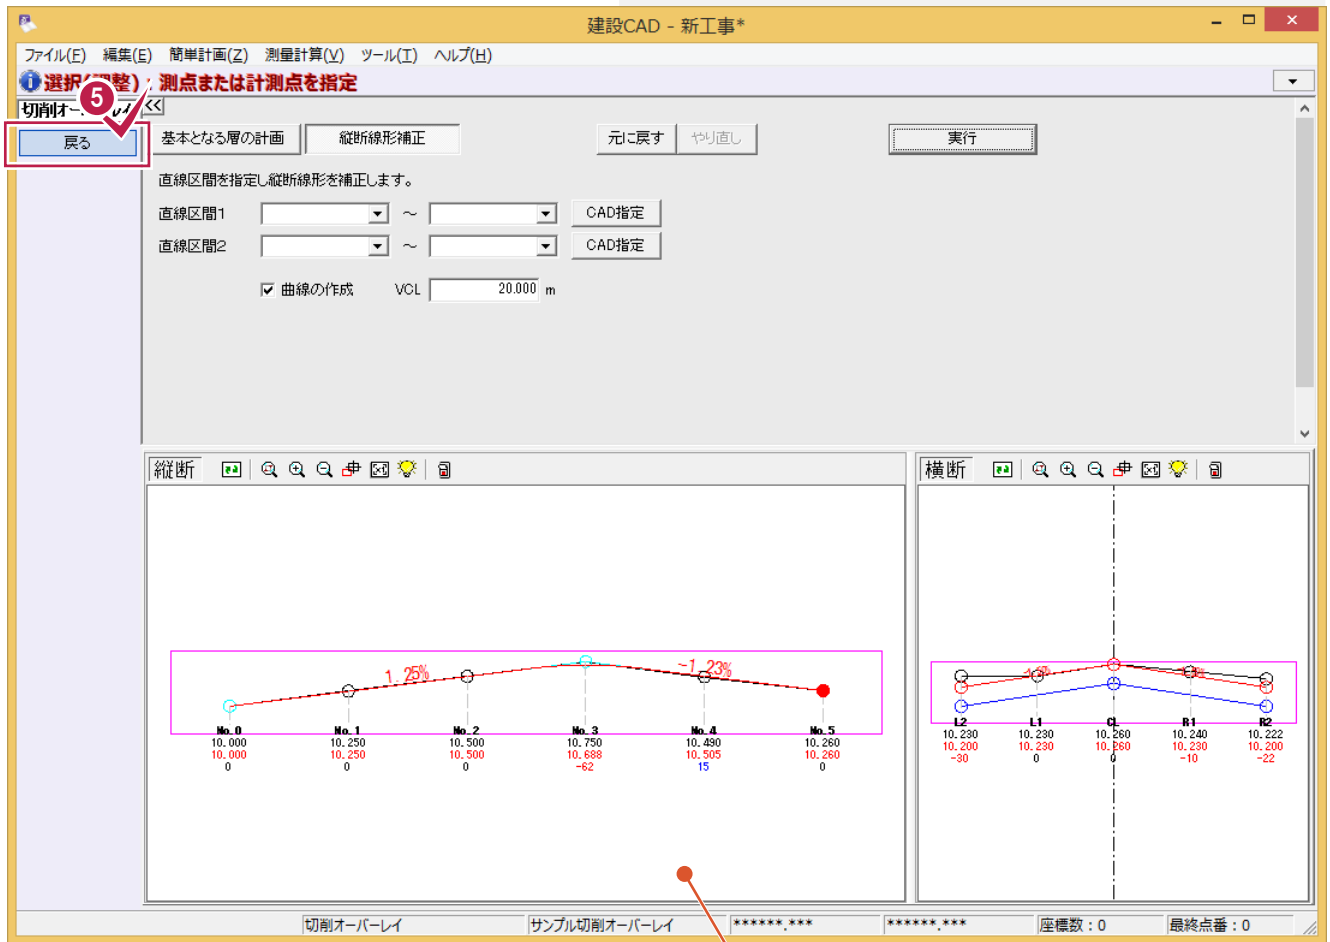 建設CAD - 新工事*
ファイル(F) 編集(E) 簡単計画(Z) 測量計算(V) ツール(T) ヘルプ(H)
選択(調整)：測点または計測点を指定
切削オーバーレイ <<
5
戻る
基本となる層の計画 縦断線形補正 元に戻す やり直し 実行
直線区間を指定し縦断線形を補正します。
直線区間1 ～ CAD指定
直線区間2 ～ CAD指定
曲線の作成 VCL 20.000 m
縦断
1.25% -1.23%
No.0 No.1 No.2 No.3 No.4 No.5
10.000 10.250 10.500 10.750 10.490 10.260
10.000 10.250 10.500 10.688 10.505 10.260
0 0 0 -62 15 0
横断
L2 L1 CL R1 R2
10.230 10.230 10.260 10.240 10.222
10.200 10.230 10.260 10.230 10.200
-30 0 0 -10 -22
切削オーバーレイ サンプル切削オーバーレイ ******.*** ******.*** 座標数：0 最終点番：0